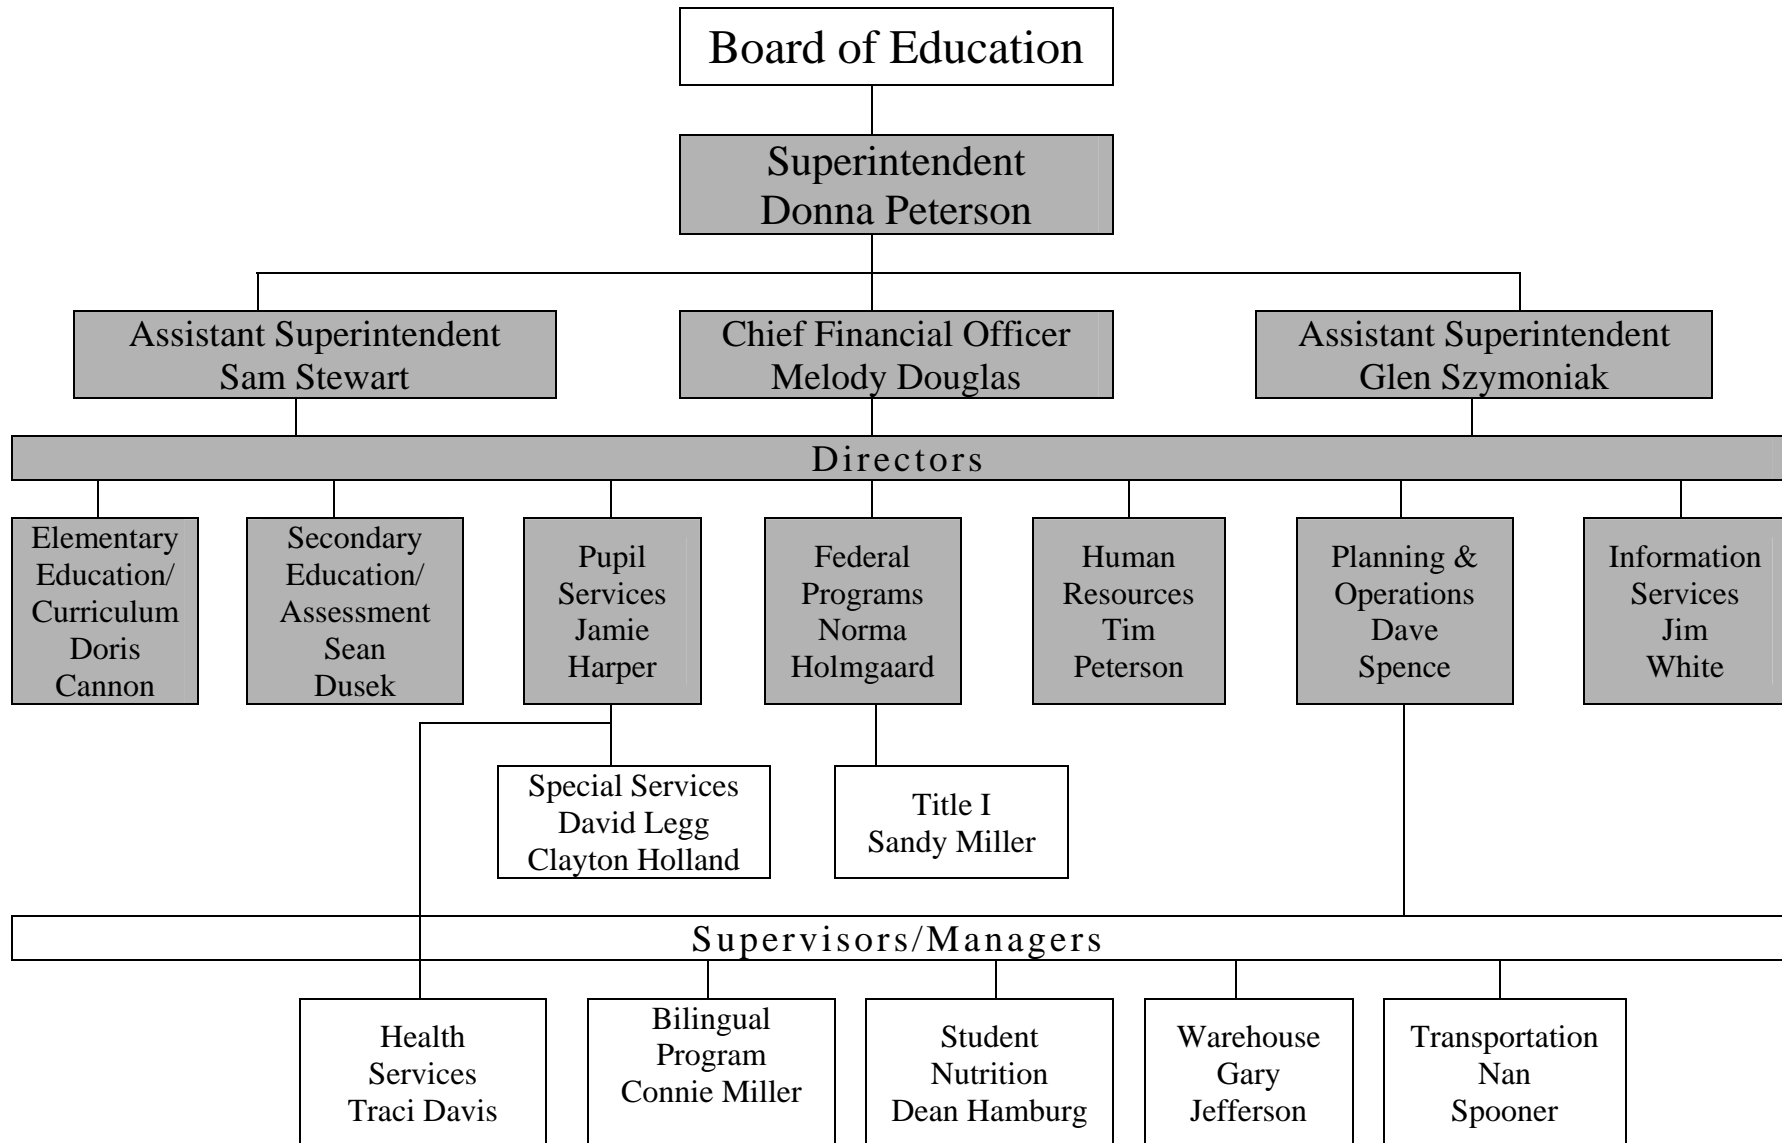 Board of Education
Superintendent
Donna Peterson
Assistant Superintendent
Sam Stewart
Chief Financial Officer
Melody Douglas
Assistant Superintendent
Glen Szymoniak
Directors
Elementary
Education/
Curriculum
Doris
Cannon
Secondary
Education/
Assessment
Sean
Dusek
Pupil
Services
Jamie
Harper
Federal
Programs
Norma
Holmgaard
Human
Resources
Tim
Peterson
Planning &
Operations
Dave
Spence
Information
Services
Jim
White
Special Services
David Legg
Clayton Holland
Title I
Sandy Miller
Supervisors/Managers
Health
Services
Traci Davis
Bilingual
Program
Connie Miller
Student
Nutrition
Dean Hamburg
Warehouse
Gary
Jefferson
Transportation
Nan
Spooner